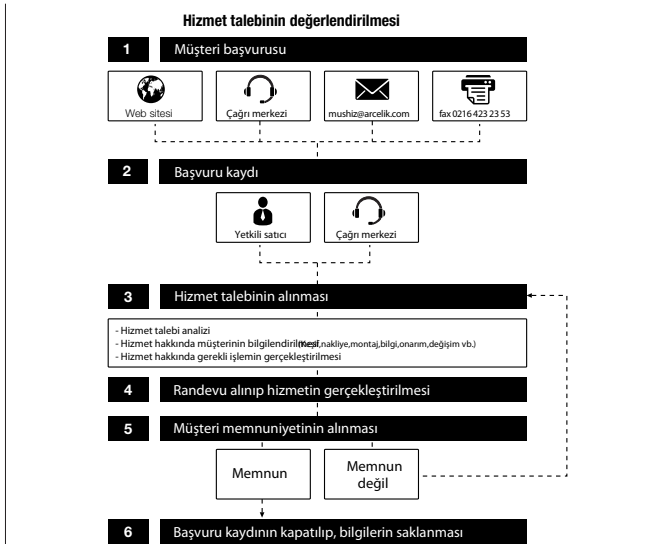 Hizmet talebinin değerlendirilmesi
1 Müşteri başvurusu
Web sitesi
Çağrı merkezi
mushiz@arcelik.com
fax 0216 423 23 53
2 Başvuru kaydı
Yetkili satıcı
Çağrı merkezi
3 Hizmet talebinin alınması
- Hizmet talebi analizi
- Hizmet hakkında müşterinin bilgilendirilmesi (Keşif,nakliye,montaj,bilgi,onarım,değişim vb.)
- Hizmet hakkında gerekli işlemin gerçekleştirilmesi
4 Randevu alınıp hizmetin gerçekleştirilmesi
5 Müşteri memnuniyetinin alınması
Memnun
Memnun
değil
6 Başvuru kaydının kapatılıp, bilgilerin saklanması